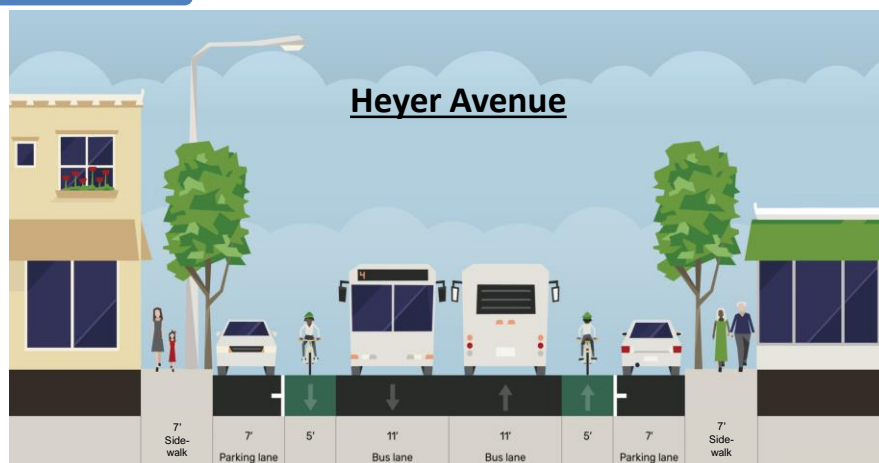 Heyer Avenue
4
7'
Side-
walk
7'
Parking lane
5'
11'
Bus lane
11'
Bus lane
5'
7'
Parking lane
7'
Side-
walk